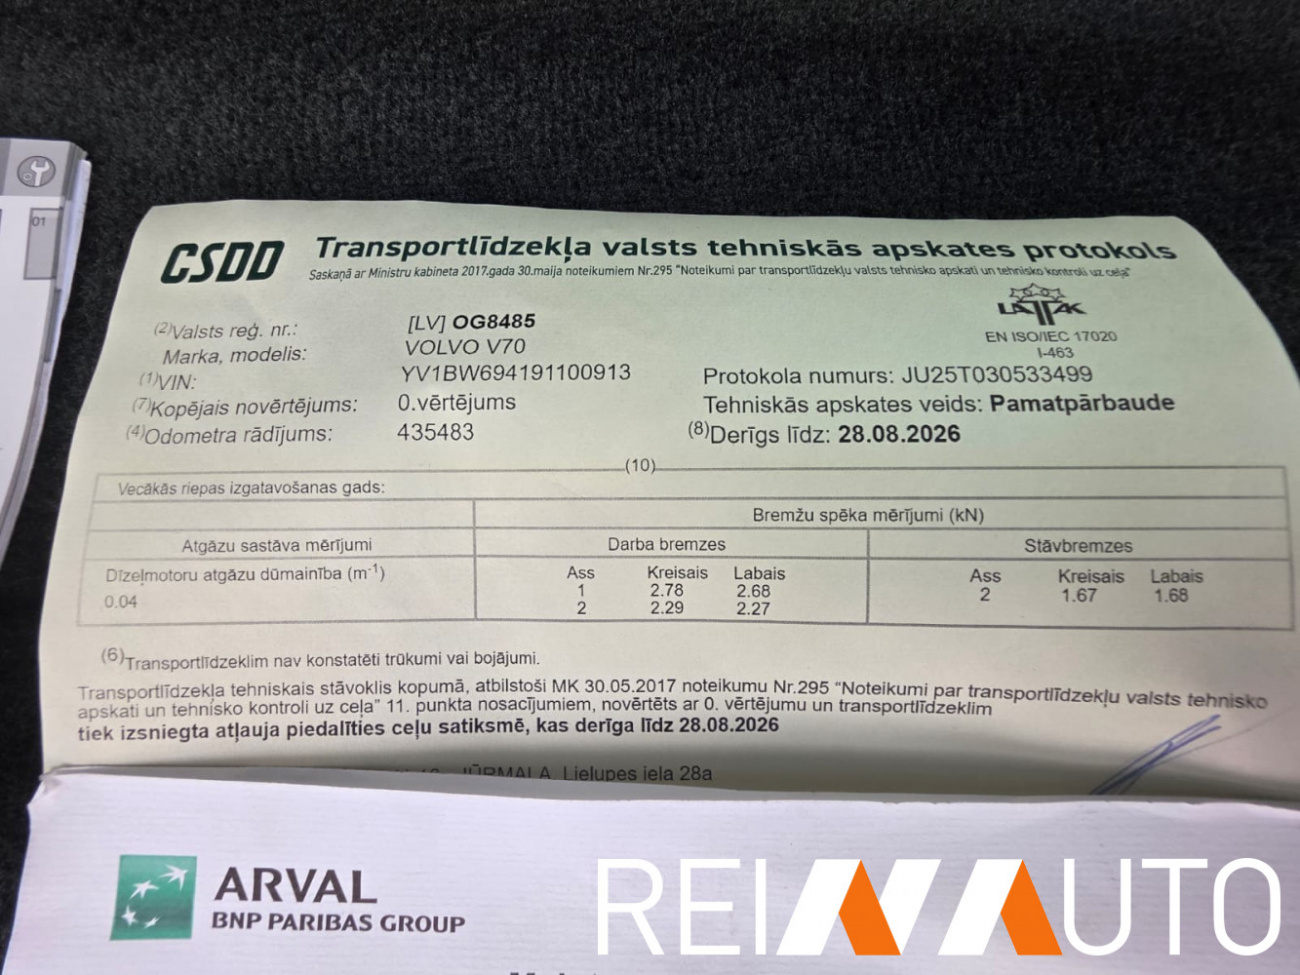 01
CSDD
Transportlīdzekļa valsts tehniskās apskates protokols
Saskaņā ar Ministru kabineta 2017.gada 30.maija noteikumiem Nr.295 "Noteikumi par transportlīdzekļu valsts tehnisko apskati un tehnisko kontroli uz ceļa"
LATAK
EN ISO/IEC 17020
I-463
(2)Valsts reģ. nr.: [LV] OG8485
Marka, modelis: VOLVO V70
(1)VIN: YV1BW694191100913
Protokola numurs: JU25T030533499
(7)Kopējais novērtējums: 0.vērtējums
Tehniskās apskates veids: Pamatpārbaude
(4)Odometra rādījums: 435483
(8)Derīgs līdz: 28.08.2026
(10)
Vecākās riepas izgatavošanas gads:
Bremžu spēka mērījumi (kN)
Atgāzu sastāva mērījumi Darba bremzes Stāvbremzes
Dīzeļmotoru atgāzu dūmainība (m-1) Ass Kreisais Labais Ass Kreisais Labais
0.04 1 2.78 2.68 2 1.67 1.68
2 2.29 2.27
(6)Transportlīdzeklim nav konstatēti trūkumi vai bojājumi.
Transportlīdzekļa tehniskais stāvoklis kopumā, atbilstoši MK 30.05.2017 noteikumu Nr.295 "Noteikumi par transportlīdzekļu valsts tehnisko
apskati un tehnisko kontroli uz ceļa" 11. punkta nosacījumiem, novērtēts ar 0. vērtējumu un transportlīdzeklim
tiek izsniegta atļauja piedalīties ceļu satiksmē, kas derīga līdz 28.08.2026
JŪRMALA, Lielupes iela 28a
ARVAL
BNP PARIBAS GROUP
REINAUTO